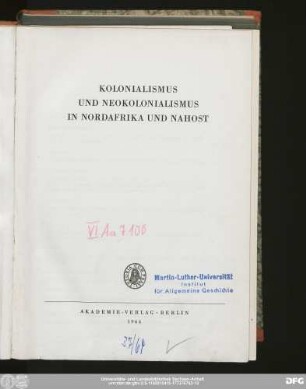 KOLONIALISMUS
UND NEOKOLONIALISMUS
IN NORDAFRIKA UND NAHOST
VI Aa 7100
Martin-Luther-Universität
Institut
für Allgemeine Geschichte
AKADEMIE-VERLAG·BERLIN
1964
Universitäts- und Landesbibliothek Sachsen-Anhalt
DFG